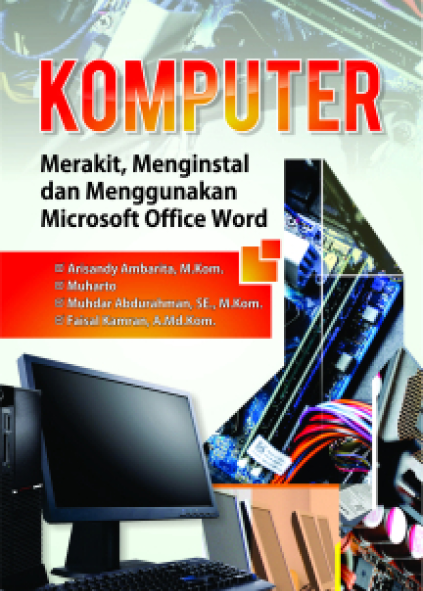 KOMPUTER
Merakit, Menginstal
dan Menggunakan
Microsoft Office Word
Arisandy Ambarita, M.Kom.
Muharto
Muhdar Abdurahman, SE., M.Kom.
Faisal Kamran, A.Md.Kom.